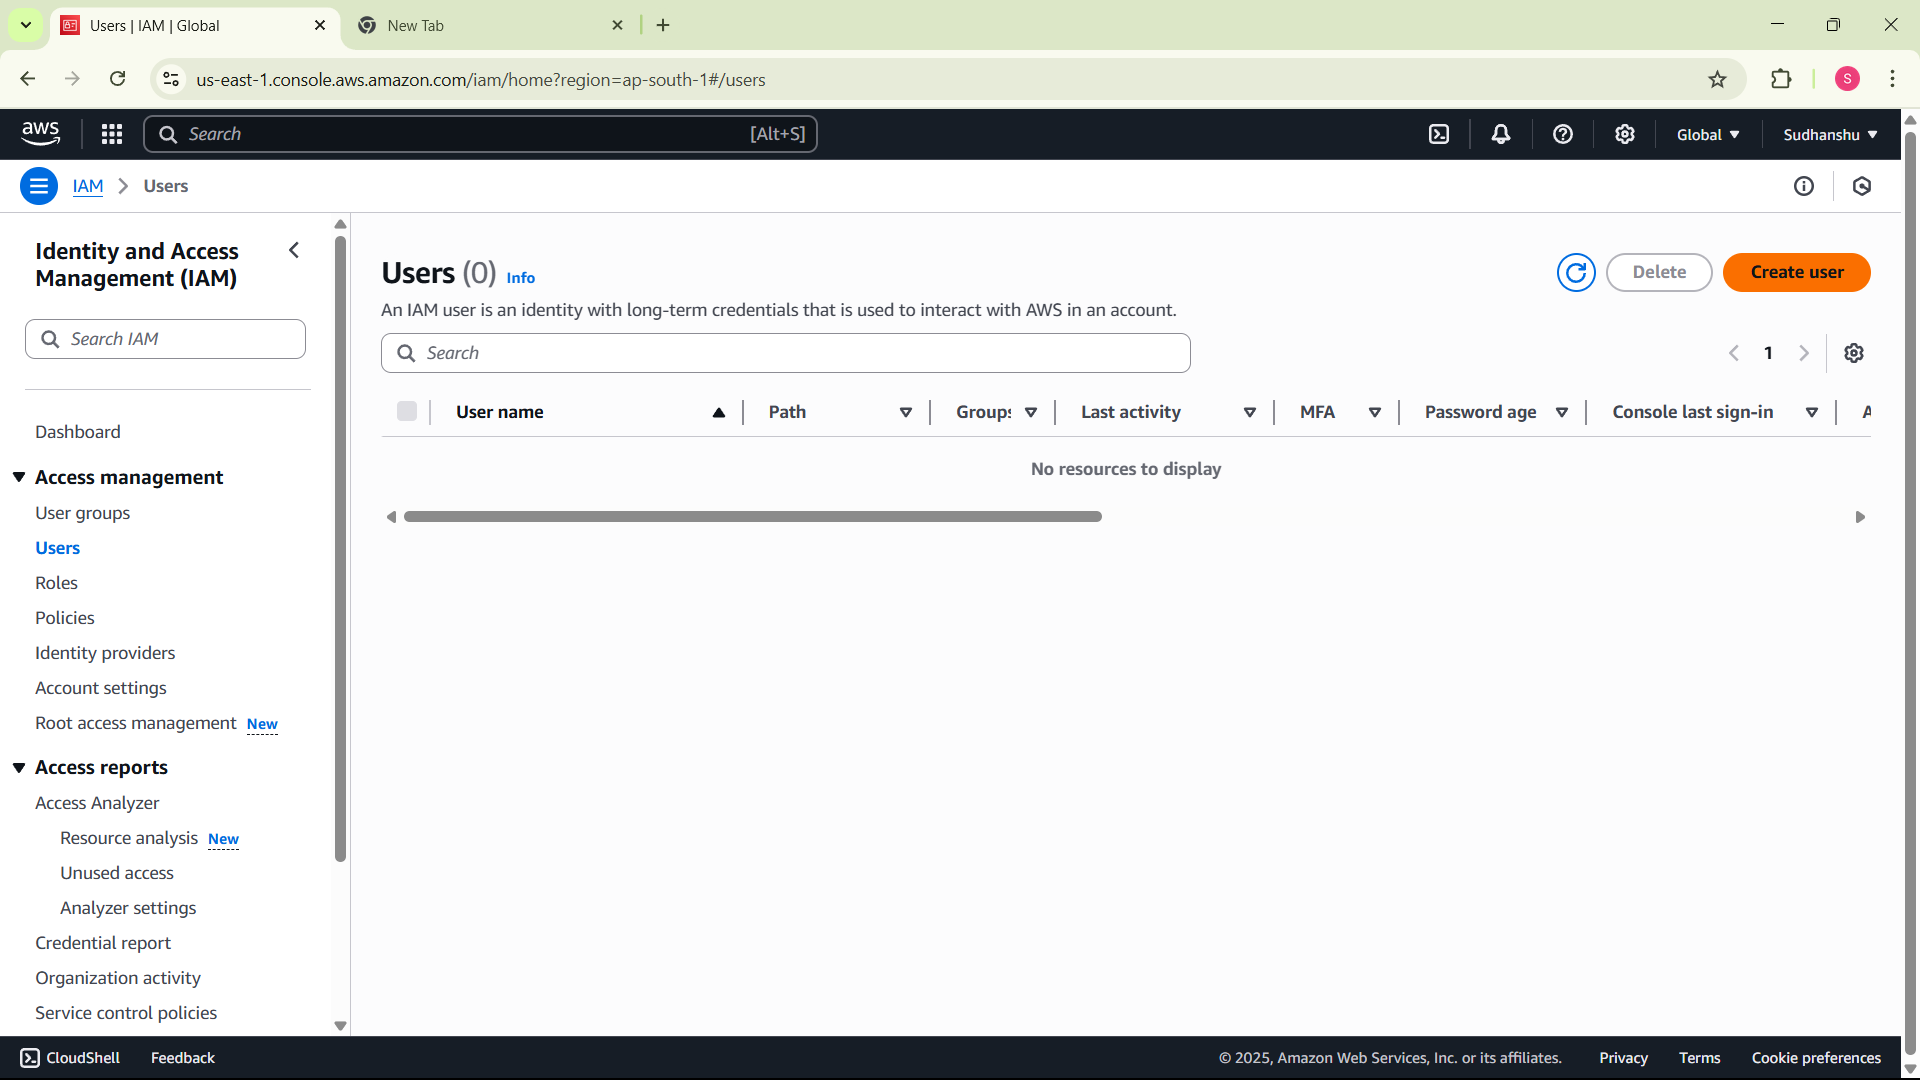 Users | IAM | Global
New Tab
us-east-1.console.aws.amazon.com/iam/home?region=ap-south-1#/users
S
aws
Search
[Alt+S]
Global
Sudhanshu
IAM
Users
Identity and Access
Management (IAM)
Search IAM
Dashboard
Access management
User groups
Users
Roles
Policies
Identity providers
Account settings
Root access management New
Access reports
Access Analyzer
Resource analysis New
Unused access
Analyzer settings
Credential report
Organization activity
Service control policies
Users (0) Info
Delete
Create user
An IAM user is an identity with long-term credentials that is used to interact with AWS in an account.
Search
1
User name
Path
Groups
Last activity
MFA
Password age
Console last sign-in
A
No resources to display
CloudShell
Feedback
© 2025, Amazon Web Services, Inc. or its affiliates.
Privacy
Terms
Cookie preferences